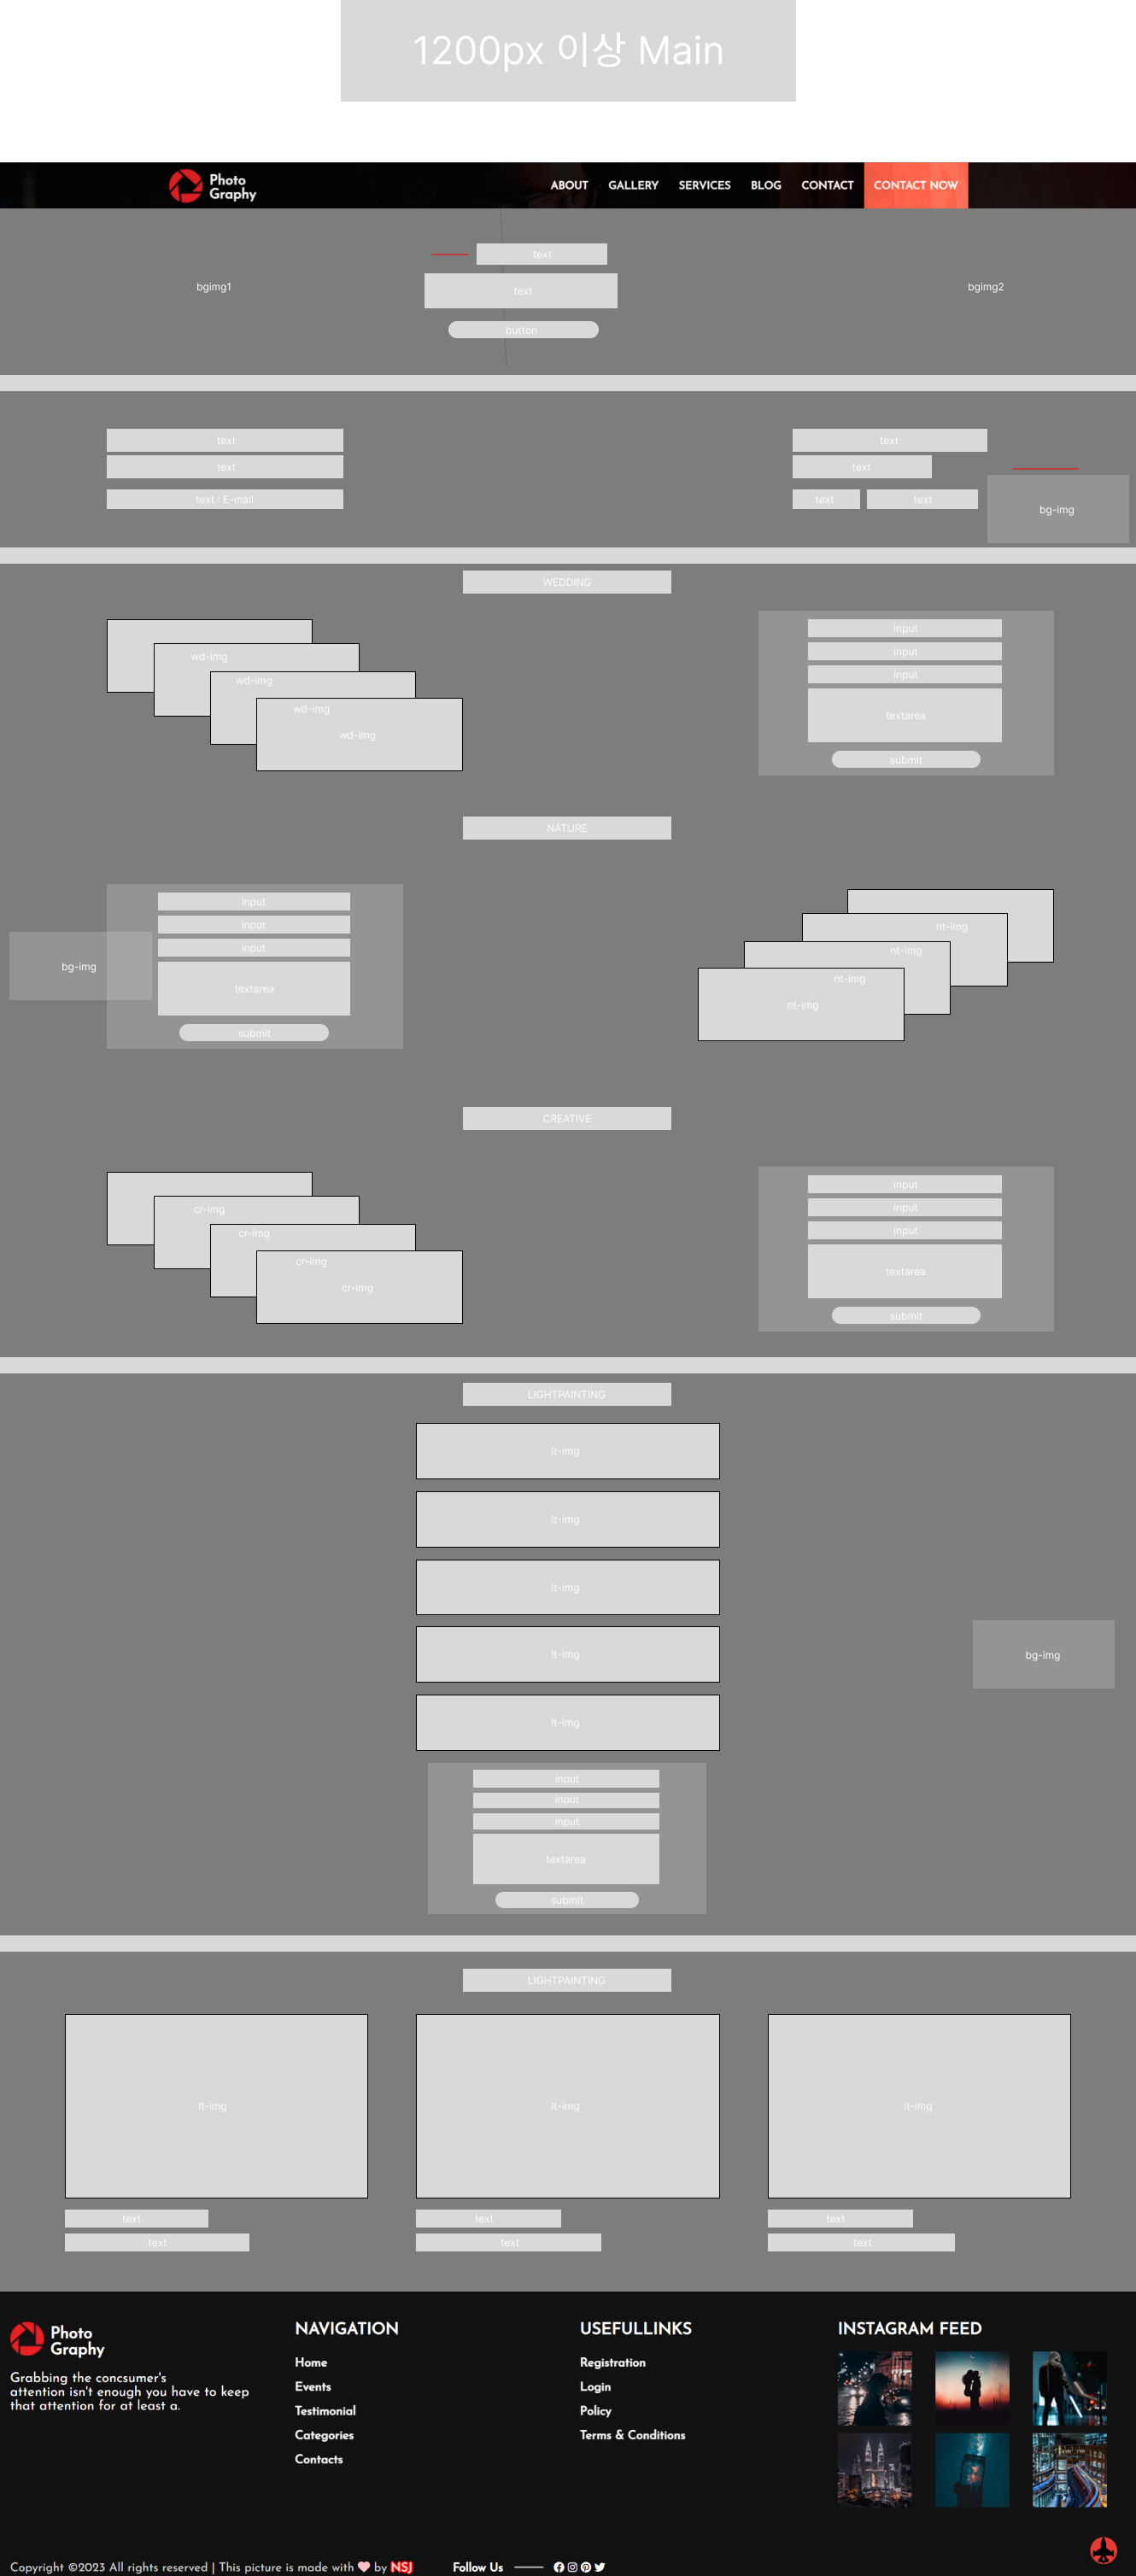 1200px 이상 Main
Photo
Graphy
ABOUT GALLERY SERVICES BLOG CONTACT CONTACT NOW
text
bgimg1
bgimg2
text
button
text
text
text
text
text : E-mail
text
text
bg-img
WEDDING
input
wd-img
input
wd-img
input
wd-img
textarea
wd-img
submit
NATURE
input
input
nt-img
input
nt-img
bg-img
nt-img
textarea
nt-img
submit
CREATIVE
input
cr-img
input
cr-img
input
cr-img
textarea
cr-img
submit
LIGHTPAINTING
lt-img
lt-img
lt-img
lt-img
bg-img
lt-img
input
input
input
textarea
submit
LIGHTPAINTING
lt-img
lt-img
lt-img
text
text
text
text
text
text
Photo
Graphy
Grabbing the concsumer's
attention isn't enough you have to keep
that attention for at least a.
NAVIGATION
Home
Events
Testimonial
Categories
Contacts
USEFULLINKS
Registration
Login
Policy
Terms & Conditions
INSTAGRAM FEED
Copyright ©2023 All rights reserved | This picture is made with ♥ by NSJ
Follow Us